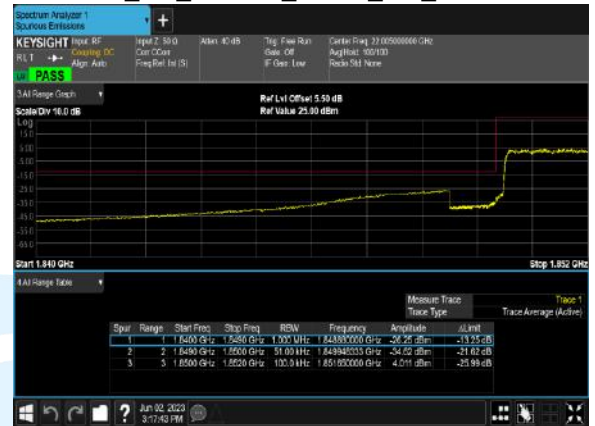 Spectrum Analyzer 1
Spurious Emissions
KEYSIGHT Input: RF Input Z: 50 Ω Atten: 40 dB Trig: Free Run Center Freq: 22.005000000 GHz
RLT Coupling: DC Corr CCorr Gate: Off Avg|Hold: 100/100
Align: Auto Freq Ref: Int (S) IF Gain: Low Radio Std: None
PASS
3 All Range Graph Ref Lvl Offset 5.50 dB
Scale/Div 10.0 dB Ref Value 25.00 dBm
Log
15.0
5.00
-5.00
-15.0
-25.0
-35.0
-45.0
-55.0
-65.0
Start 1.840 GHz Stop 1.852 GHz
4 All Range Table
Measure Trace Trace 1
Trace Type Trace Average (Active)
Spur Range Start Freq Stop Freq RBW Frequency Amplitude ΔLimit
1 1 1.8400 GHz 1.8490 GHz 1.000 MHz 1.848880000 GHz -26.25 dBm -13.25 dB
2 2 1.8490 GHz 1.8500 GHz 51.00 kHz 1.849948333 GHz -34.62 dBm -21.62 dB
3 3 1.8500 GHz 1.8520 GHz 100.0 kHz 1.851850000 GHz 4.011 dBm -25.99 dB
?
Jun 02, 2023
3:17:43 PM